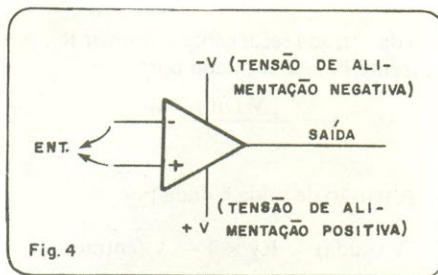 -V (TENSÃO DE ALI-
MENTAÇÃO NEGATIVA)
SAÍDA
ENT.
-
+
(TENSÃO DE ALI-
+V MENTAÇÃO POSITIVA)
Fig. 4